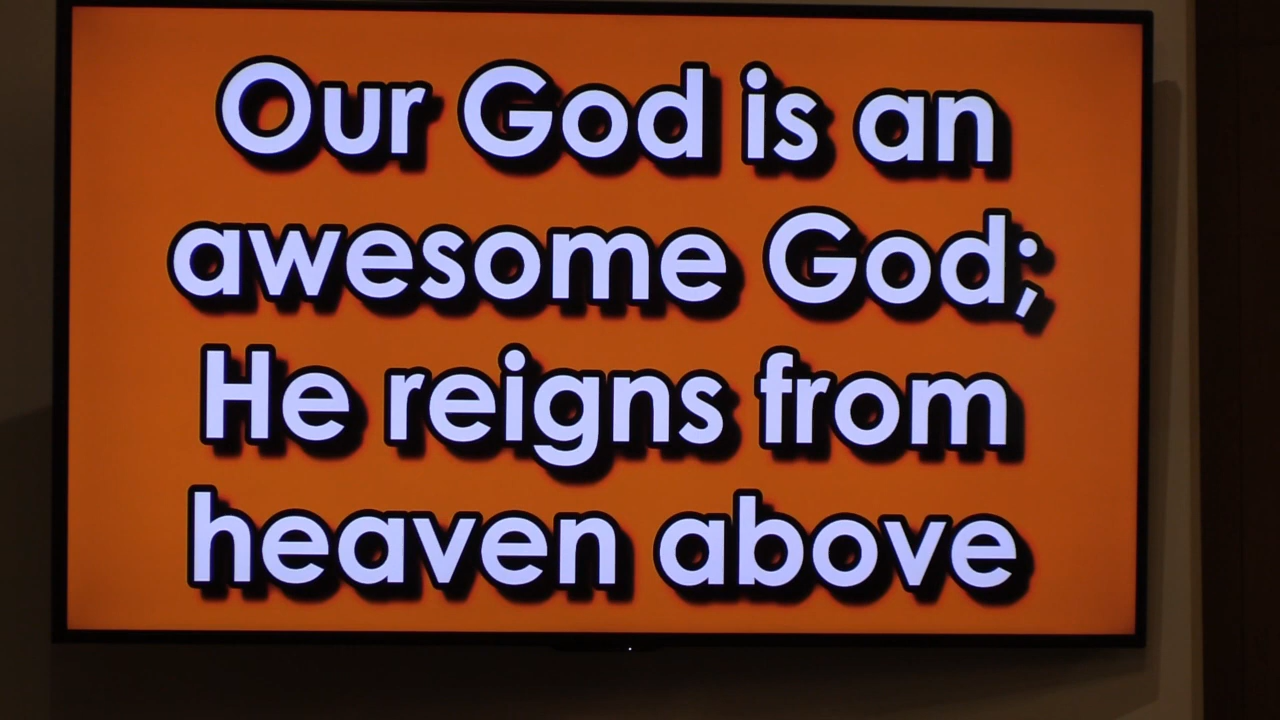 Our God is an
awesome God;
He reigns from
heaven above